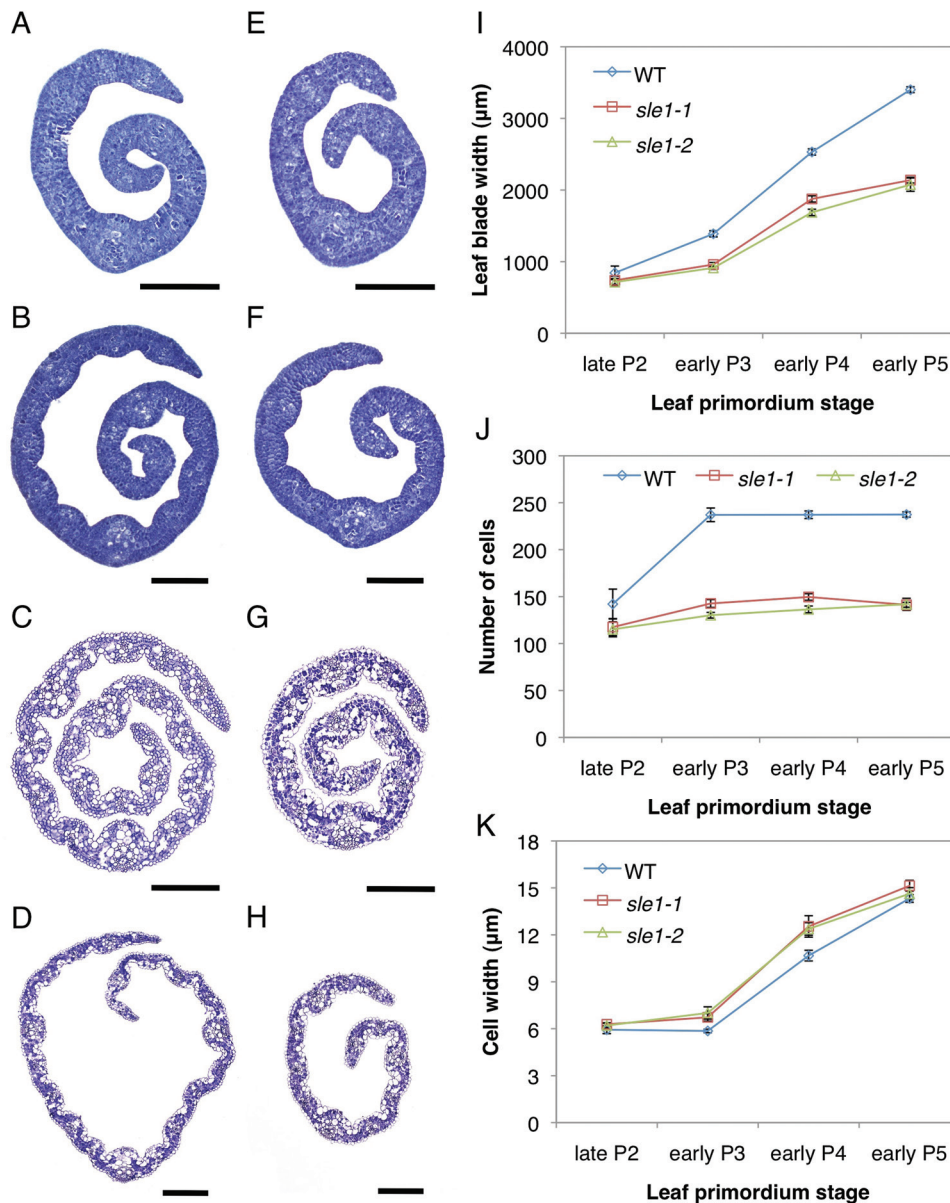 A
E
B
F
C
G
D
H
I
4000
3000
2000
1000
0
Leaf blade width (µm)
WT
sle1-1
sle1-2
late P2 early P3 early P4 early P5
Leaf primordium stage
J
300
250
200
150
100
50
0
Number of cells
WT sle1-1 sle1-2
late P2 early P3 early P4 early P5
Leaf primordium stage
K
18
15
12
9
6
3
0
Cell width (µm)
WT
sle1-1
sle1-2
late P2 early P3 early P4 early P5
Leaf primordium stage